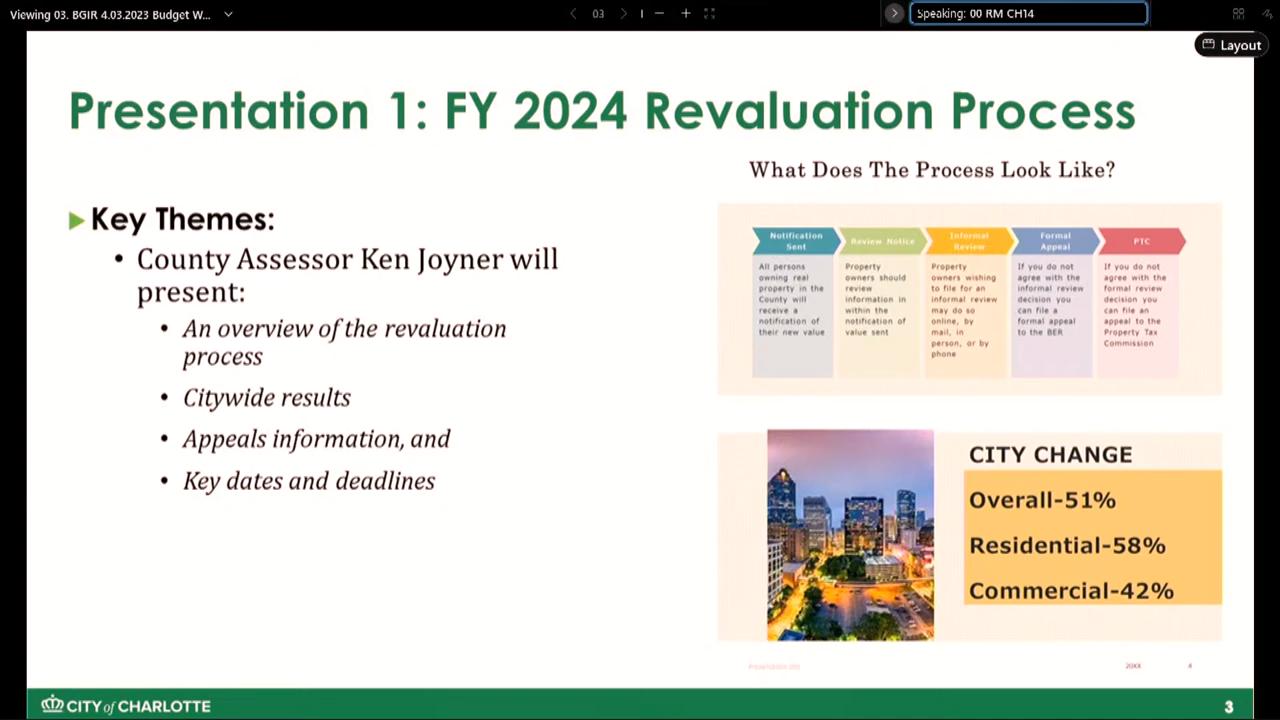 Viewing 03. BGIR 4.03.2023 Budget W...
03
Speaking: 00 RM CH14
Layout
Presentation 1: FY 2024 Revaluation Process
Key Themes:
• County Assessor Ken Joyner will
present:
• An overview of the revaluation
process
• Citywide results
• Appeals information, and
• Key dates and deadlines
What Does The Process Look Like?
Notification
Sent
All persons
owning real
property in the
County will
receive a
notification of
their new value
Review Notice
Property
owners should
review
information in
within the
notification of
value sent
Informal
Review
Property
owners wishing
to file for an
informal review
may do so
online, by
mail, in
person, or by
phone
Formal
Appeal
If you do not
agree with the
informal review
decision you
can file a
formal appeal
to the BER
PTC
If you do not
agree with the
formal review
decision you
can file an
appeal to the
Property Tax
Commission
CITY CHANGE
Overall-51%
Residential-58%
Commercial-42%
20XX
4
CITY of CHARLOTTE
3